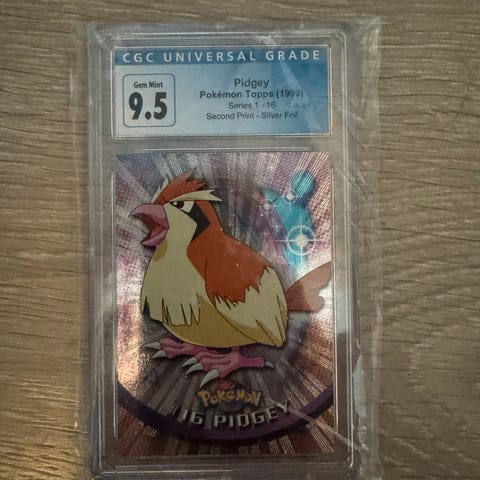 CGC UNIVERSAL GRADE
Gem Mint
9.5
Pidgey
Pokémon Topps (1999)
Series 1 - 16
Second Print - Silver Foil
Pokémon
#16 PIDGEY